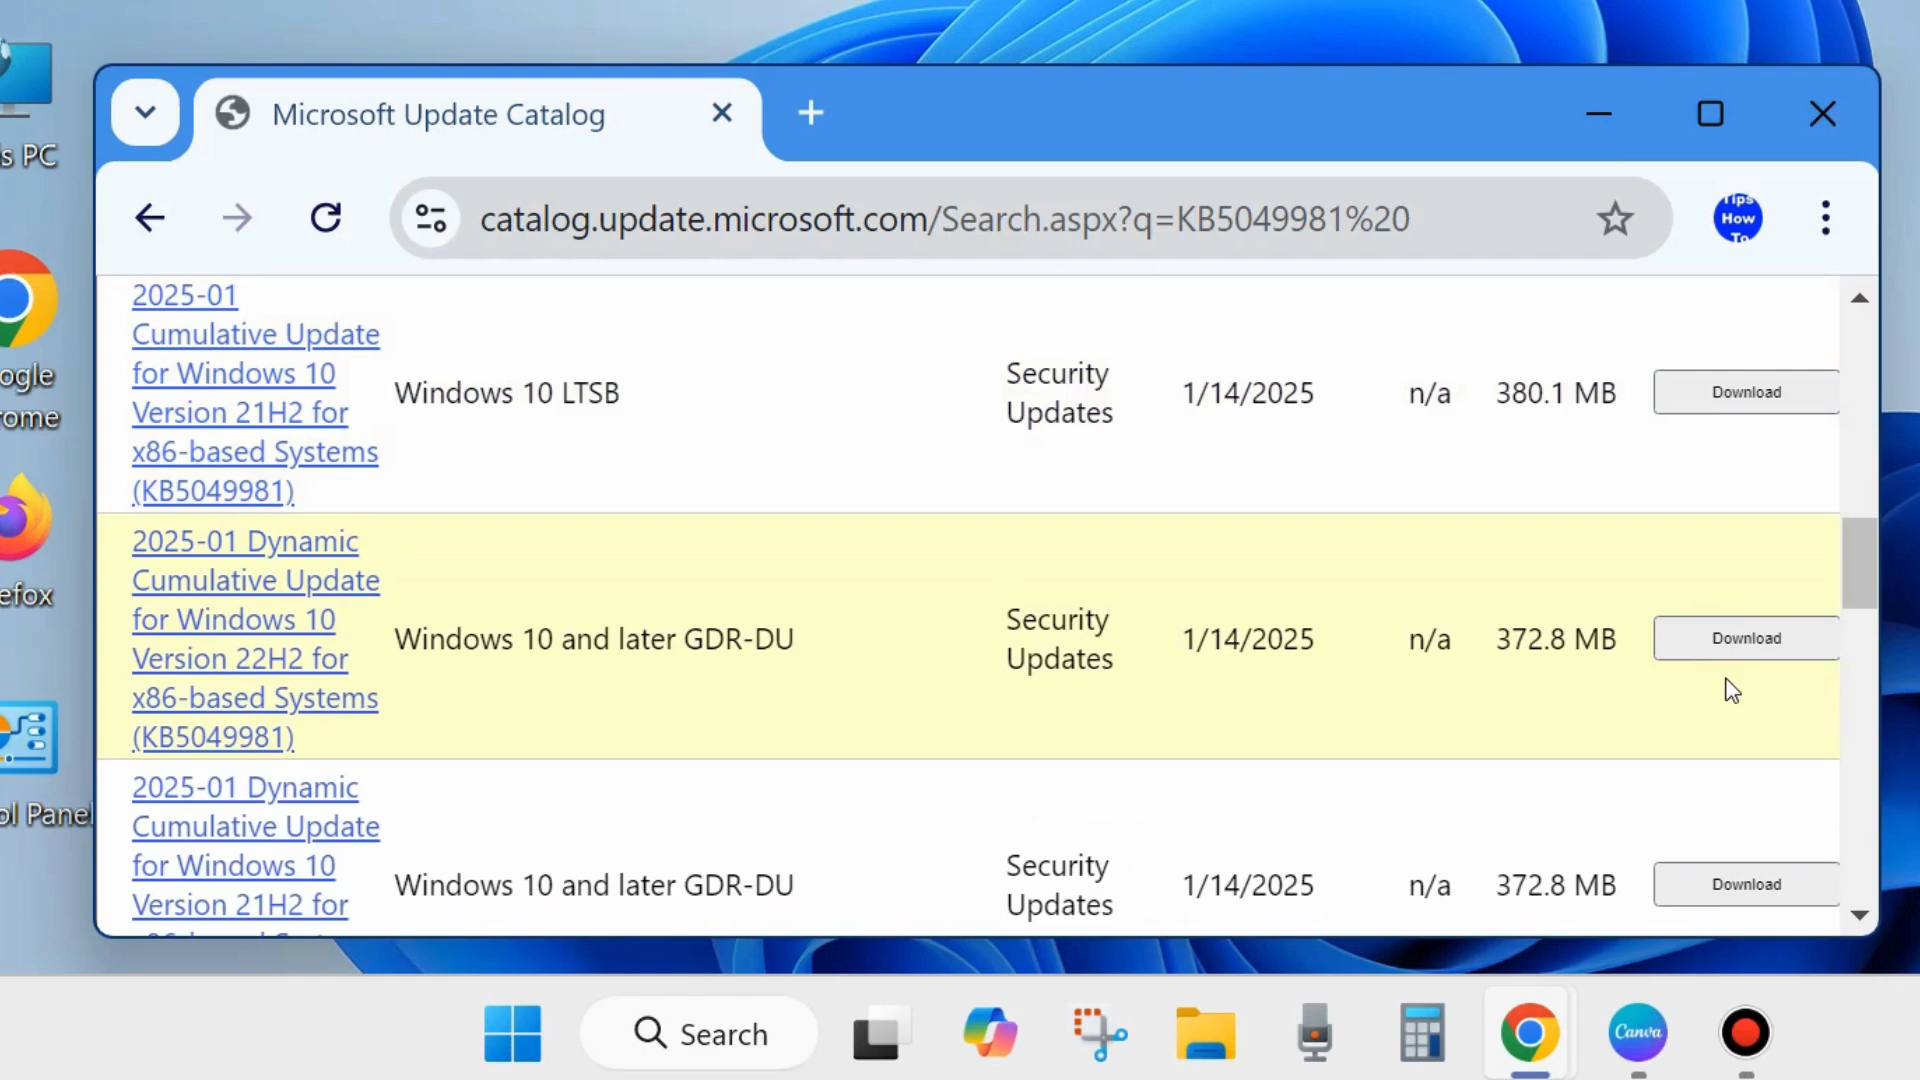 Microsoft Update Catalog
catalog.update.microsoft.com/Search.aspx?q=KB5049981%20
Tips
How
To
s PC
ogle
rome
efox
ol Panel
2025-01
Cumulative Update
for Windows 10
Version 21H2 for
x86-based Systems
(KB5049981)
Windows 10 LTSB
Security
Updates
1/14/2025
n/a
380.1 MB
Download
2025-01 Dynamic
Cumulative Update
for Windows 10
Version 22H2 for
x86-based Systems
(KB5049981)
Windows 10 and later GDR-DU
Security
Updates
1/14/2025
n/a
372.8 MB
Download
2025-01 Dynamic
Cumulative Update
for Windows 10
Version 21H2 for
Windows 10 and later GDR-DU
Security
Updates
1/14/2025
n/a
372.8 MB
Download
Search
Canva